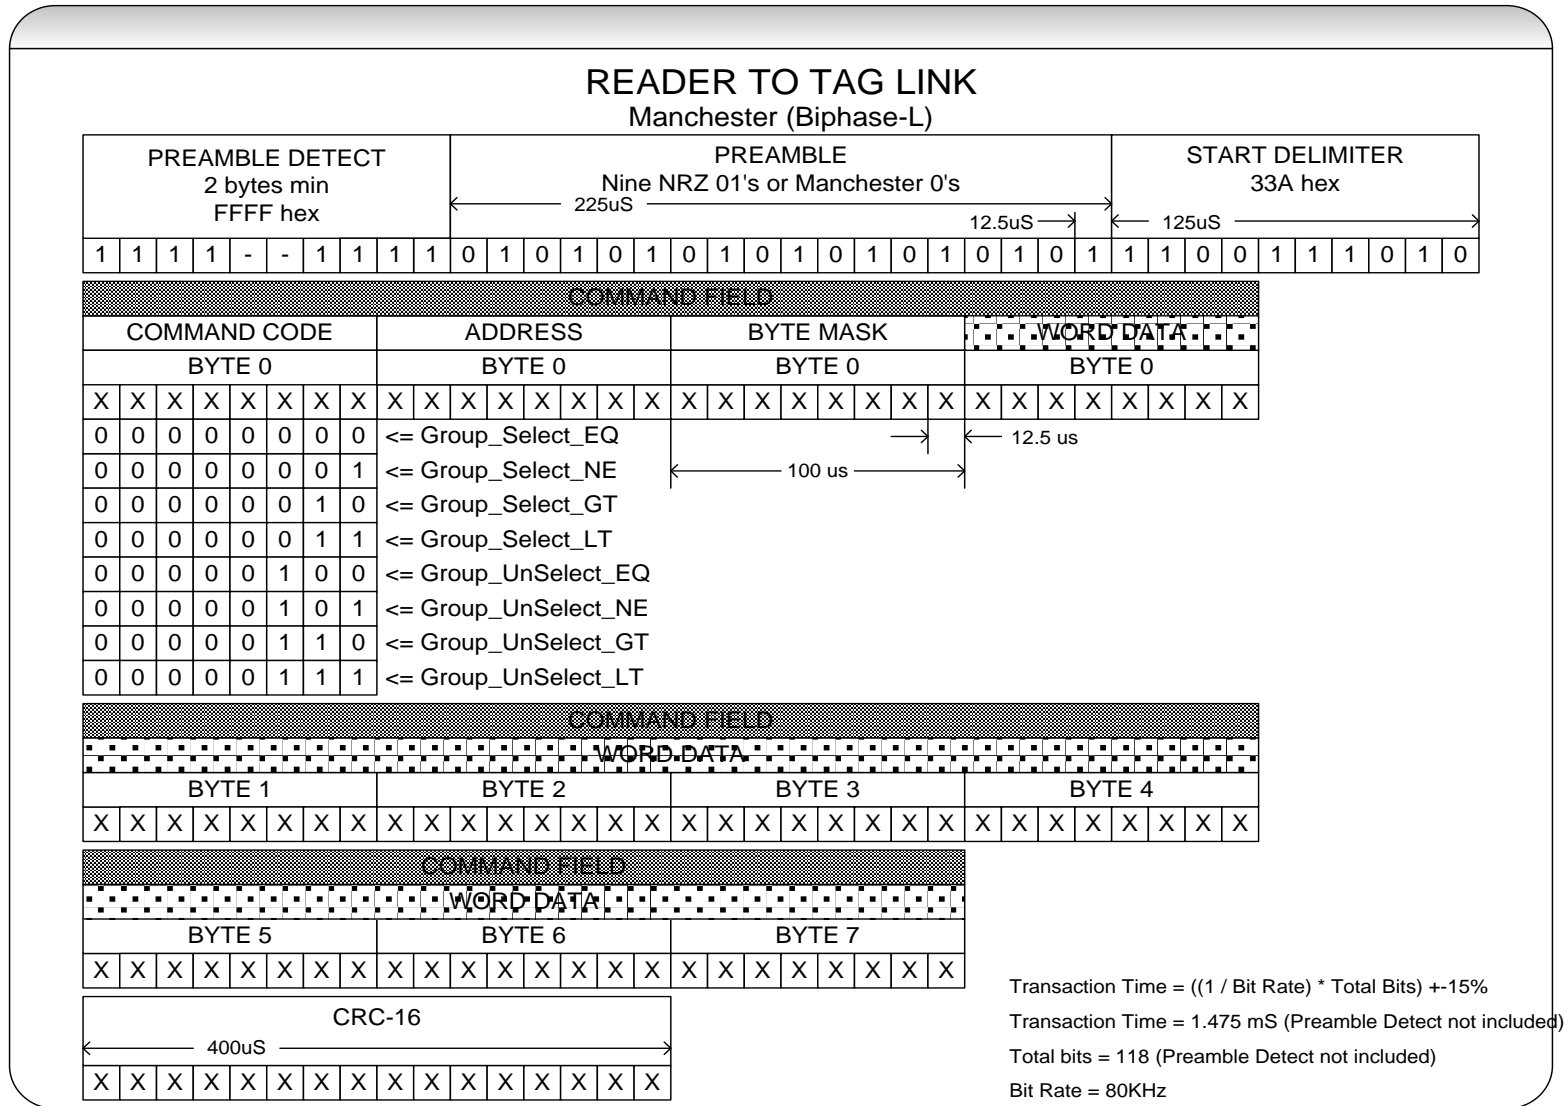 READER TO TAG LINK
Manchester (Biphase-L)
PREAMBLE DETECT
2 bytes min
FFFF hex
PREAMBLE
Nine NRZ 01's or Manchester 0's
225uS
12.5uS
START DELIMITER
33A hex
125uS
1 1 1 1 - - 1 1 1 1 0 1 0 1 0 1 0 1 0 1 0 1 0 1 0 1 0 1 1 1 0 0 1 1 1 0 1 0
COMMAND FIELD
COMMAND CODE ADDRESS BYTE MASK WORD DATA
BYTE 0 BYTE 0 BYTE 0 BYTE 0
X X X X X X X X X X X X X X X X X X X X X X X X X X X X X X X X
0 0 0 0 0 0 0 0 <= Group_Select_EQ
12.5 us
0 0 0 0 0 0 0 1 <= Group_Select_NE
100 us
0 0 0 0 0 0 1 0 <= Group_Select_GT
0 0 0 0 0 0 1 1 <= Group_Select_LT
0 0 0 0 0 1 0 0 <= Group_UnSelect_EQ
0 0 0 0 0 1 0 1 <= Group_UnSelect_NE
0 0 0 0 0 1 1 0 <= Group_UnSelect_GT
0 0 0 0 0 1 1 1 <= Group_UnSelect_LT
COMMAND FIELD
WORD DATA
BYTE 1 BYTE 2 BYTE 3 BYTE 4
X X X X X X X X X X X X X X X X X X X X X X X X X X X X X X X X
COMMAND FIELD
WORD DATA
BYTE 5 BYTE 6 BYTE 7
X X X X X X X X X X X X X X X X X X X X X X X X
CRC-16
400uS
X X X X X X X X X X X X X X X X
Transaction Time = ((1 / Bit Rate) * Total Bits) +-15%
Transaction Time = 1.475 mS (Preamble Detect not included)
Total bits = 118 (Preamble Detect not included)
Bit Rate = 80KHz